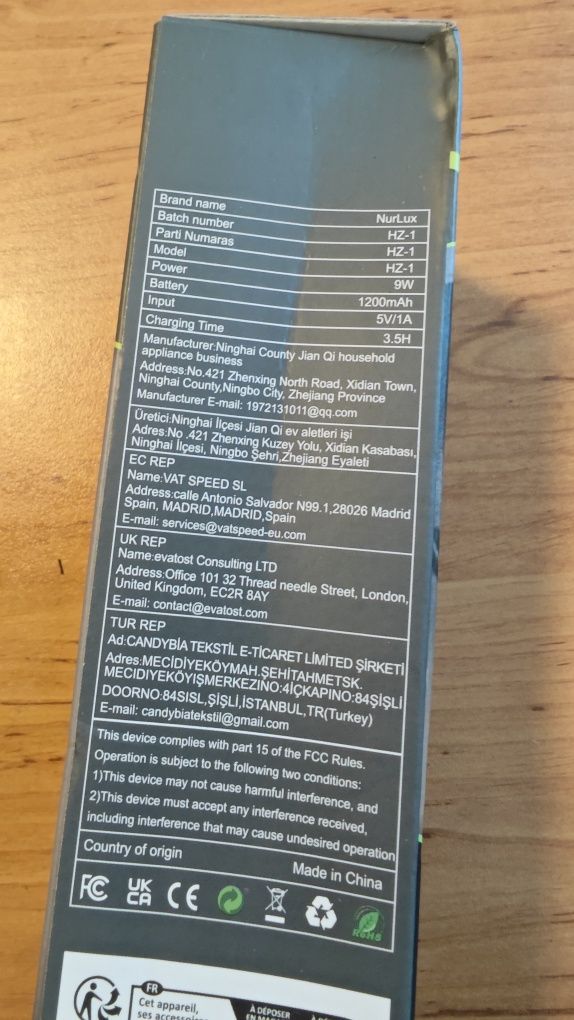 Brand name NurLux
Batch number HZ-1
Parti Numaras HZ-1
Model HZ-1
Power 9W
Battery 1200mAh
Input 5V/1A
Charging Time 3.5H
Manufacturer:Ninghai County Jian Qi household
appliance business
Address:No.421 Zhenxing North Road, Xidian Town,
Ninghai County,Ningbo City, Zhejiang Province
Manufacturer E-mail: 1972131011@qq.com
Üretici:Ninghai İlçesi Jian Qi ev aletleri işi
Adres:No .421 Zhenxing Kuzey Yolu, Xidian Kasabası,
Ninghai İlçesi, Ningbo Şehri,Zhejiang Eyaleti
EC REP
Name:VAT SPEED SL
Address:calle Antonio Salvador N99.1,28026 Madrid
Spain, MADRID,MADRID,Spain
E-mail: services@vatspeed-eu.com
UK REP
Name:evatost Consulting LTD
Address:Office 101 32 Thread needle Street, London,
United Kingdom, EC2R 8AY
E-mail: contact@evatost.com
TUR REP
Ad:CANDYBİA TEKSTİL E-TİCARET LİMİTED ŞİRKETİ
Adres:MECİDİYEKÖYMAH.ŞEHİTAHMETSK.
MECIDIYEKÖYIŞMERKEZINO:4IÇKAPINO:84ŞİŞLİ
DOORNO:84SISL,ŞİŞLİ,İSTANBUL,TR(Turkey)
E-mail: candybiatekstil@gmail.com
This device complies with part 15 of the FCC Rules.
Operation is subject to the following two conditions:
1)This device may not cause harmful interference, and
2)This device must accept any interference received,
including interference that may cause undesired operation
Country of origin Made in China
FC UK CA CE RoHS
FR
Cet appareil,
ses accessoires
À DÉPOSER
EN MAGASIN